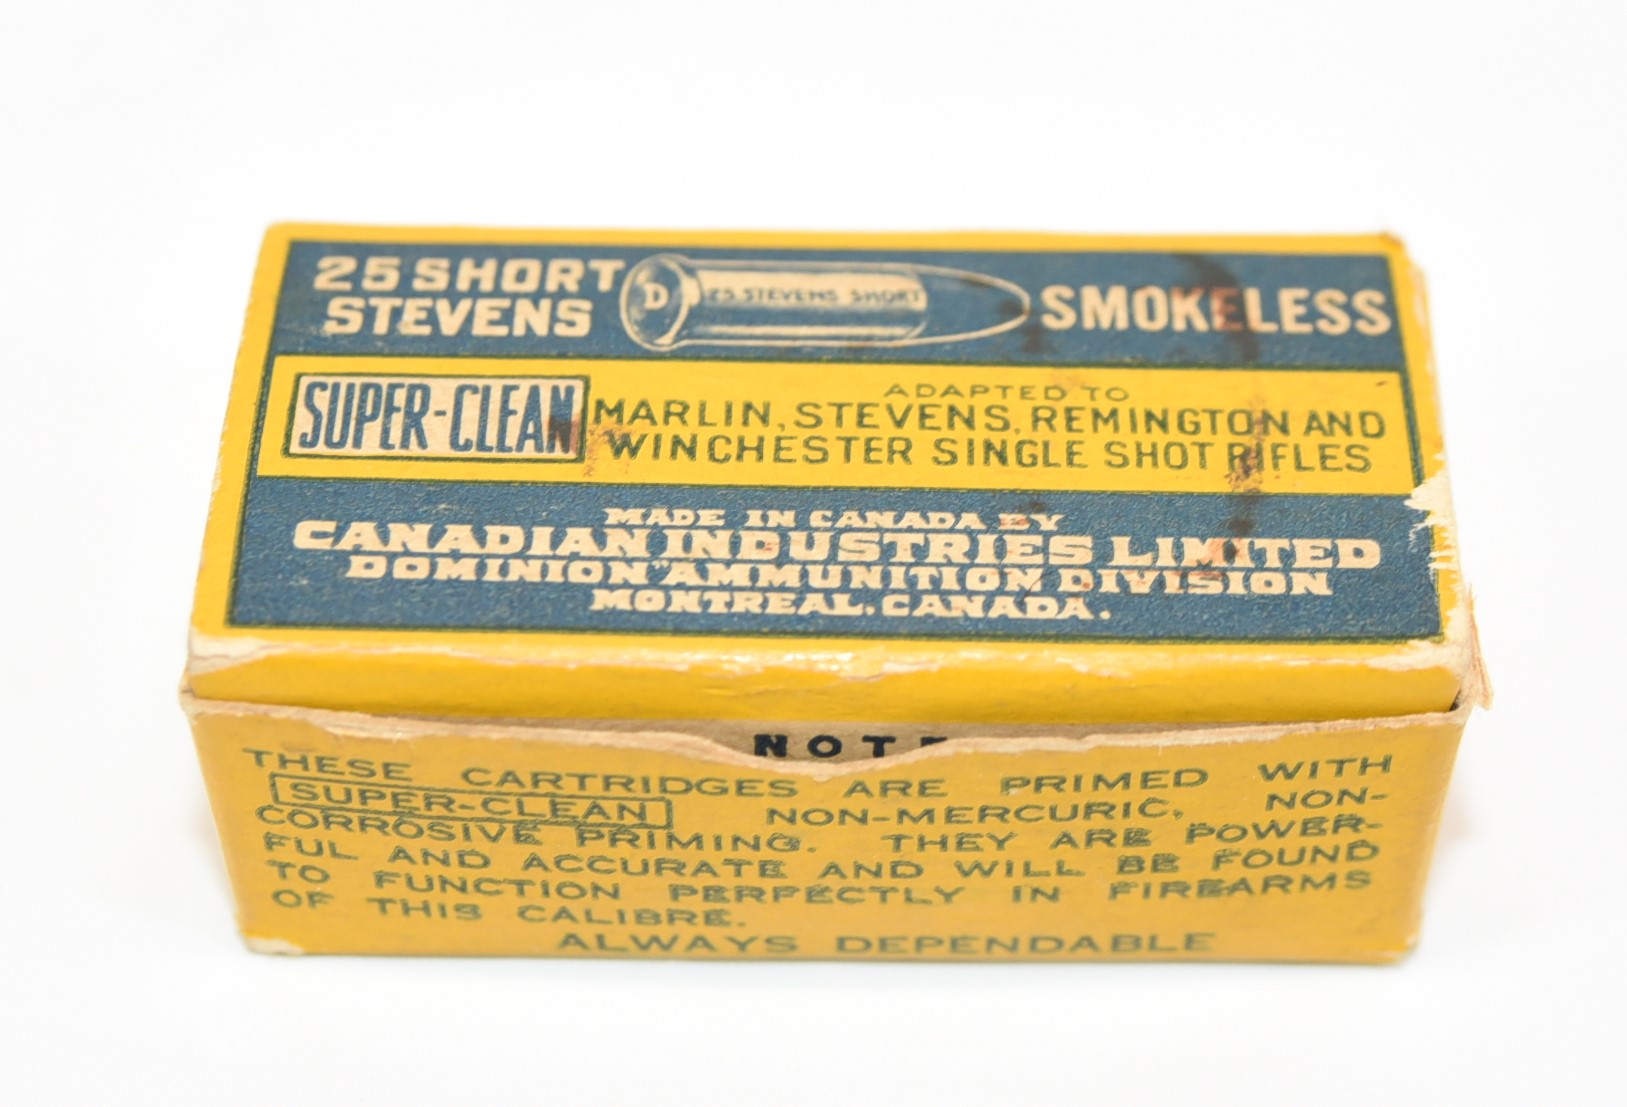 25 SHORT
STEVENS
D
25 STEVENS SHORT
SMOKELESS
SUPER-CLEAN
ADAPTED TO
MARLIN, STEVENS, REMINGTON AND
WINCHESTER SINGLE SHOT RIFLES
MADE IN CANADA BY
CANADIAN INDUSTRIES LIMITED
DOMINION" AMMUNITION DIVISION
MONTREAL, CANADA.
NOTE
THESE CARTRIDGES ARE PRIMED WITH
SUPER-CLEAN NON-MERCURIC, NON-
CORROSIVE PRIMING. THEY ARE POWER-
FUL AND ACCURATE AND WILL BE FOUND
TO FUNCTION PERFECTLY IN FIREARMS
OF THIS CALIBRE.
ALWAYS DEPENDABLE